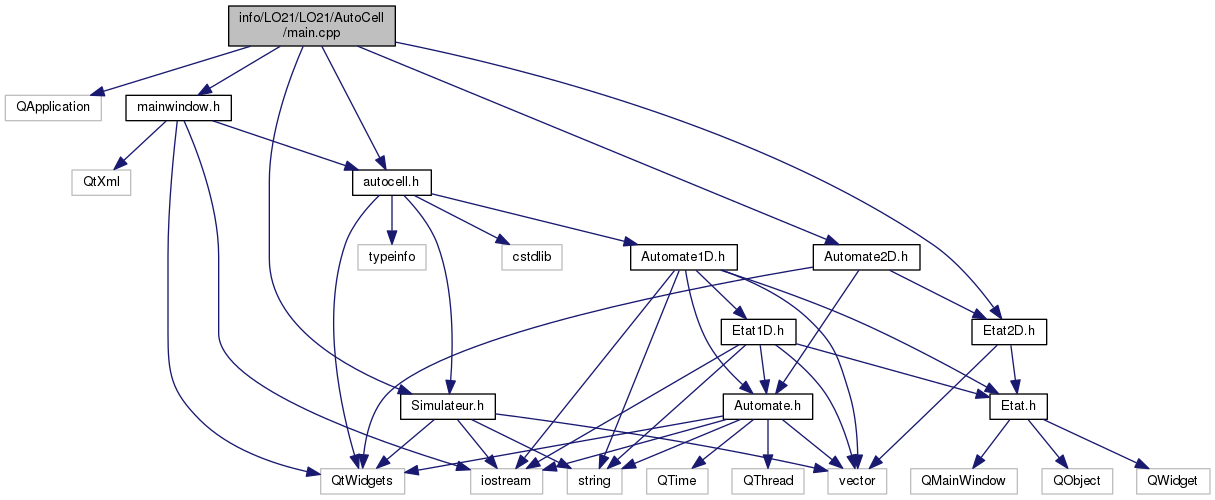 info/LO21/LO21/AutoCell
/main.cpp
QApplication
mainwindow.h
QtXml
autocell.h
typeinfo
cstdlib
Automate1D.h
Automate2D.h
Etat1D.h
Etat2D.h
Simulateur.h
Automate.h
Etat.h
QtWidgets
iostream
string
QTime
QThread
vector
QMainWindow
QObject
QWidget